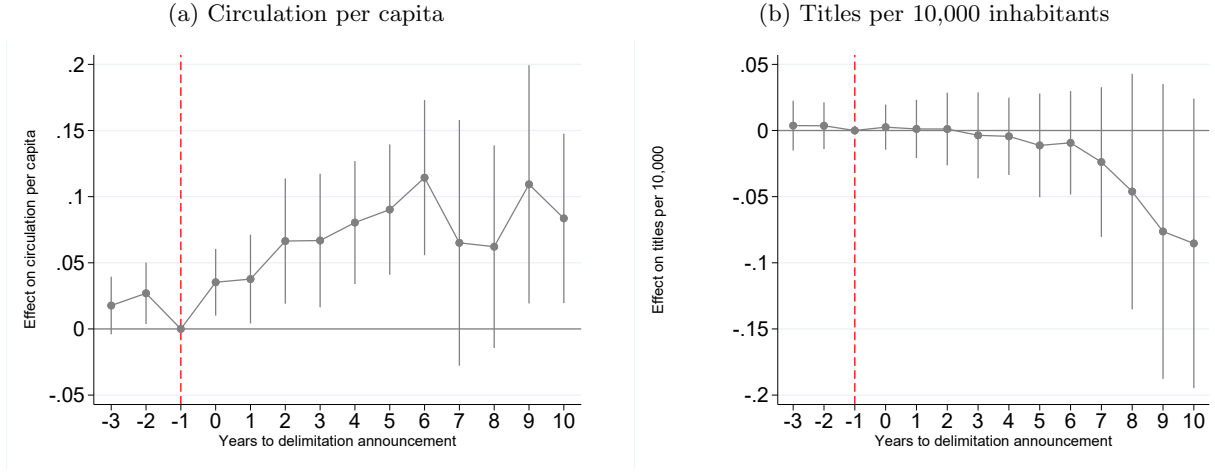 (a) Circulation per capita
.2
.15
.1
.05
0
-.05
Effect on circulation per capita
-3 -2 -1 0 1 2 3 4 5 6 7 8 9 10
Years to delimitation announcement
(b) Titles per 10,000 inhabitants
.05
0
-.05
-.1
-.15
-.2
Effect on titles per 10,000
-3 -2 -1 0 1 2 3 4 5 6 7 8 9 10
Years to delimitation announcement